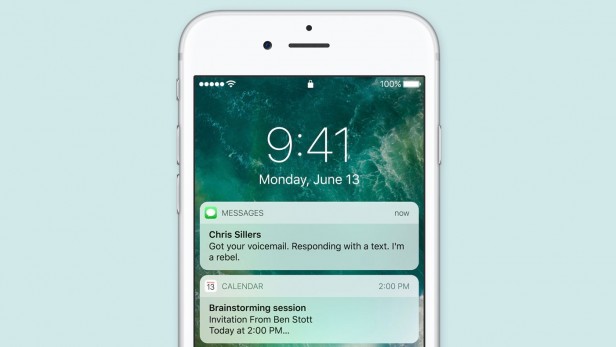 100%
9:41
Monday, June 13
MESSAGES now
Chris Sillers
Got your voicemail. Responding with a text. I'm
a rebel.
13 CALENDAR 2:00 PM
Brainstorming session
Invitation From Ben Stott
Today at 2:00 PM...